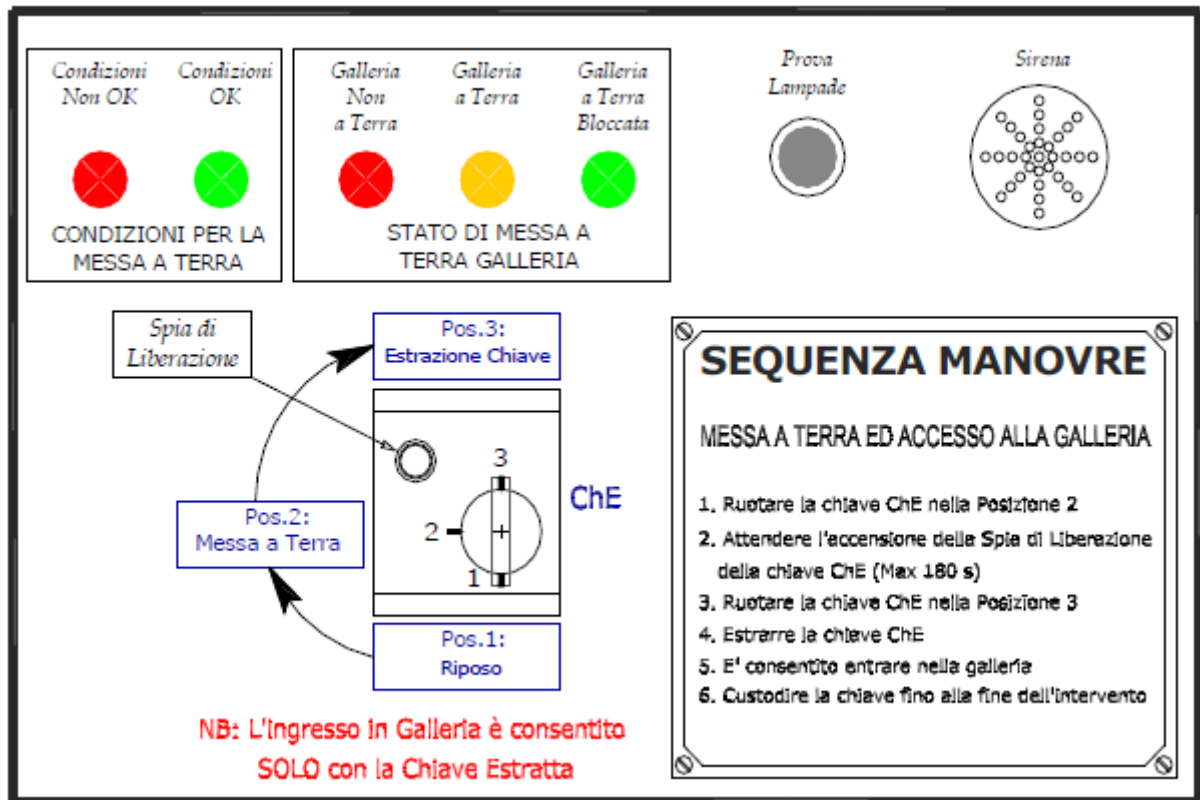 Condizioni
Non OK
Condizioni
OK
CONDIZIONI PER LA
MESSA A TERRA
Galleria
Non
a Terra
Galleria
a Terra
Galleria
a Terra
Bloccata
STATO DI MESSA A
TERRA GALLERIA
Prova
Lampade
Sirena
Spia di
Liberazione
Pos.3:
Estrazione Chiave
3
2
1
ChE
Pos.2:
Messa a Terra
Pos.1:
Riposo
NB: L'Ingresso in Galleria è consentito
SOLO con la Chiave Estratta
SEQUENZA MANOVRE
MESSA A TERRA ED ACCESSO ALLA GALLERIA
1. Ruotare la chiave ChE nella Posizione 2
2. Attendere l'accensione della Spia di Liberazione
della chiave ChE (Max 180 s)
3. Ruotare la chiave ChE nella Posizione 3
4. Estrarre la chiave ChE
5. E' consentito entrare nella galleria
6. Custodire la chiave fino alla fine dell'intervento